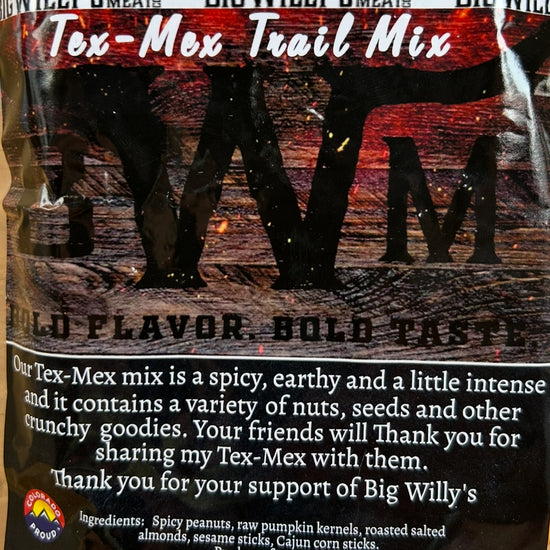 BIG WILLY'S MEAT
Tex-Mex Trail Mix
BWM
BOLD FLAVOR. BOLD TASTE.
Our Tex-Mex mix is a spicy, earthy and a little intense
and it contains a variety of nuts, seeds and other
crunchy goodies. Your friends will Thank you for
sharing my Tex-Mex with them.
Thank you for your support of Big Willy's
COLORADO
PROUD
Ingredients: Spicy peanuts, raw pumpkin kernels, roasted salted
almonds, sesame sticks, Cajun corn sticks,